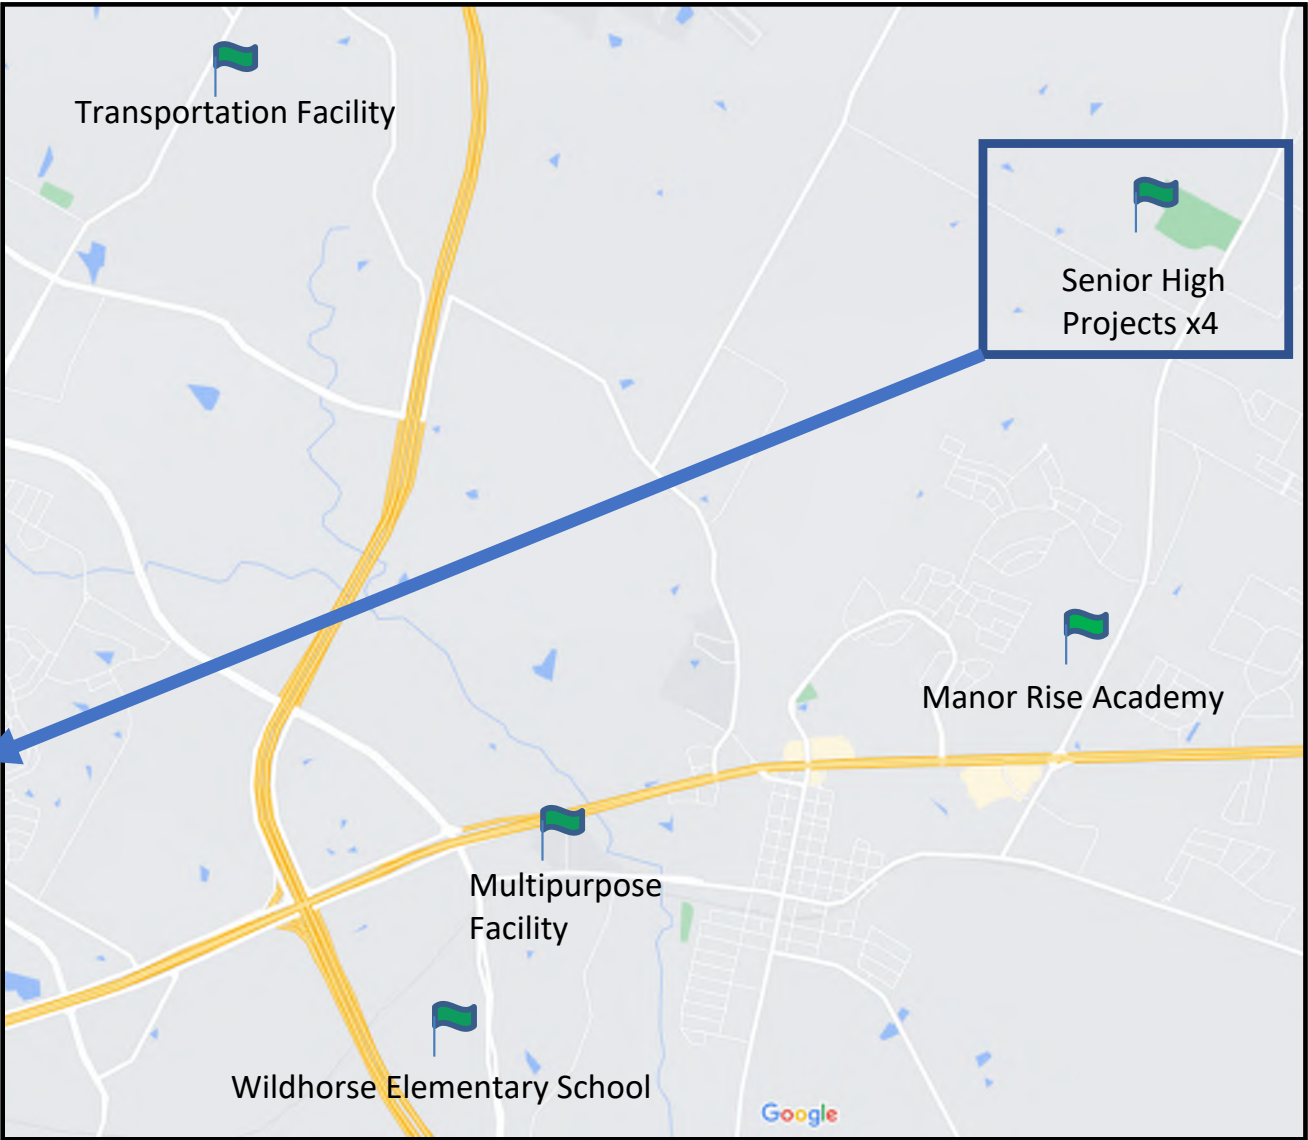 Transportation Facility
Senior High
Projects x4
Manor Rise Academy
Multipurpose
Facility
Wildhorse Elementary School
Google